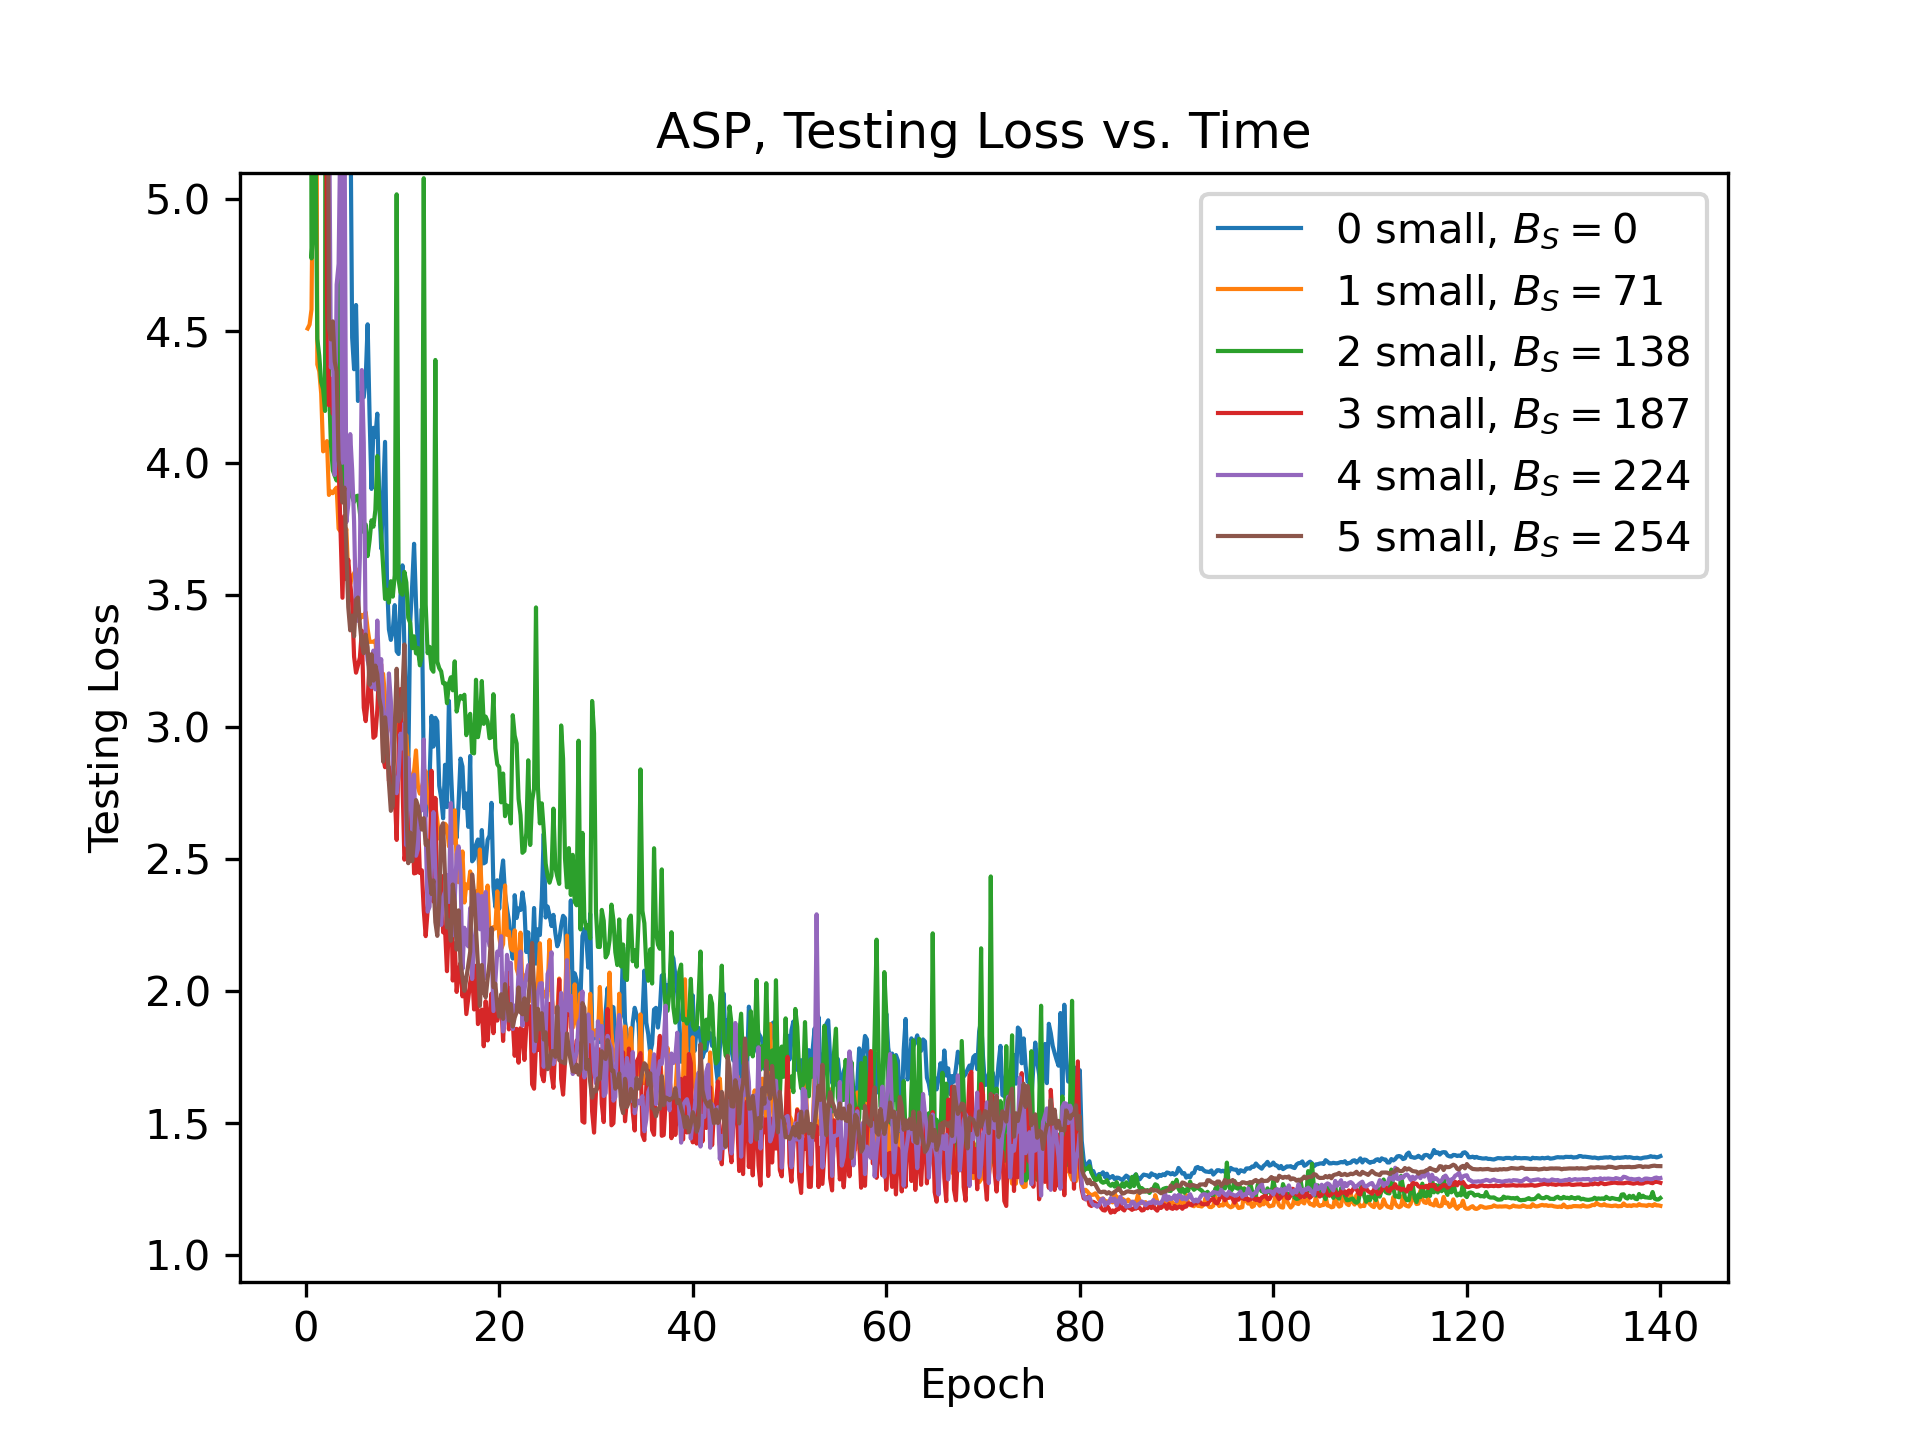 ASP, Testing Loss vs. Time
5.0
4.5
4.0
3.5
3.0
2.5
2.0
1.5
1.0
Testing Loss
0 small, B_S = 0
1 small, B_S = 71
2 small, B_S = 138
3 small, B_S = 187
4 small, B_S = 224
5 small, B_S = 254
0 20 40 60 80 100 120 140
Epoch